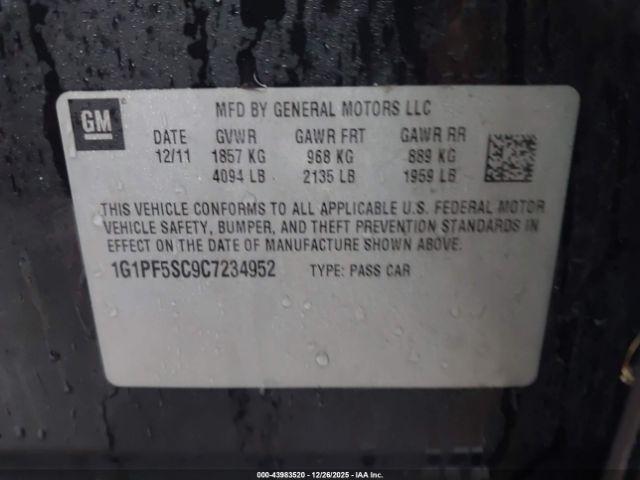 GM
MFD BY GENERAL MOTORS LLC
DATE GVWR GAWR FRT GAWR RR
12/11 1857 KG 968 KG 889 KG
4094 LB 2135 LB 1959 LB
THIS VEHICLE CONFORMS TO ALL APPLICABLE U.S. FEDERAL MOTOR
VEHICLE SAFETY, BUMPER, AND THEFT PREVENTION STANDARDS IN
EFFECT ON THE DATE OF MANUFACTURE SHOWN ABOVE.
1G1PF5SC9C7234952 TYPE: PASS CAR
000-43983520 | 12/26/2025 - IAA Inc.